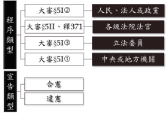 程序類型
大審§5I② 人民、法人或政黨
大審§5II、釋371 各級法院法官
大審§5I③ 立法委員
大審§5I① 中央或地方機關
宣告類型
合憲
違憲